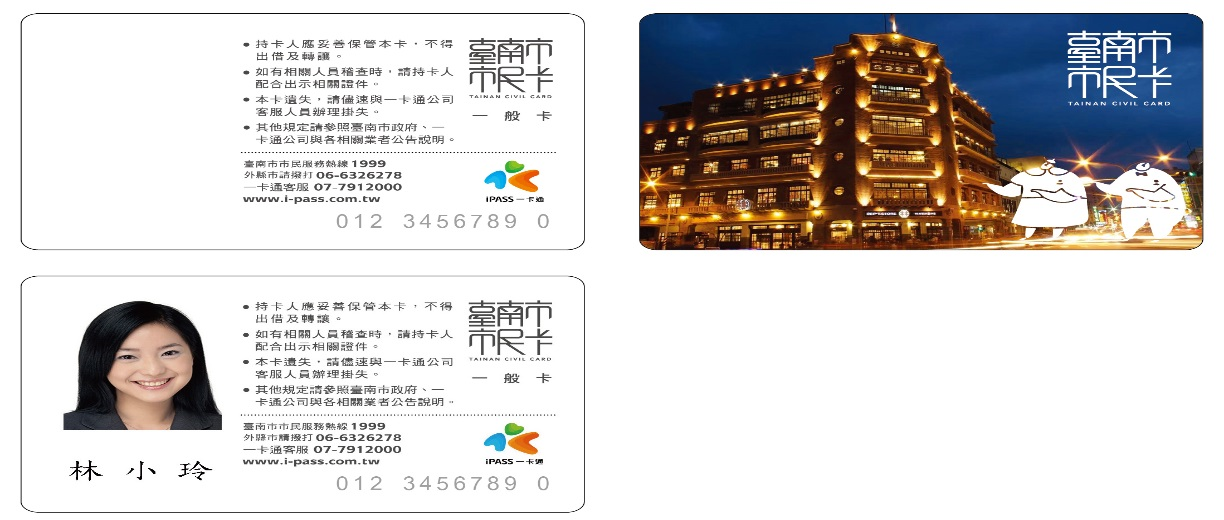 ● 持卡人應妥善保管本卡，不得
出借及轉讓。
● 如有相關人員稽查時，請持卡人
配合出示相關證件。
● 本卡遺失，請儘速與一卡通公司
客服人員辦理掛失。
● 其他規定請參照臺南市政府、一
卡通公司與各相關業者公告說明。
臺南市
市民卡
TAINAN CIVIL CARD
一般卡
臺南市市民服務熱線 1999
外縣市請撥打 06-6326278
一卡通客服 07-7912000
www.i-pass.com.tw
iPASS 一卡通
012 3456789 0
臺南市
市民卡
TAINAN CIVIL CARD
● 持卡人應妥善保管本卡，不得
出借及轉讓。
● 如有相關人員稽查時，請持卡人
配合出示相關證件。
● 本卡遺失，請儘速與一卡通公司
客服人員辦理掛失。
● 其他規定請參照臺南市政府、一
卡通公司與各相關業者公告說明。
臺南市
市民卡
TAINAN CIVIL CARD
一般卡
臺南市市民服務熱線 1999
外縣市請撥打 06-6326278
一卡通客服 07-7912000
www.i-pass.com.tw
iPASS 一卡通
012 3456789 0
林小玲